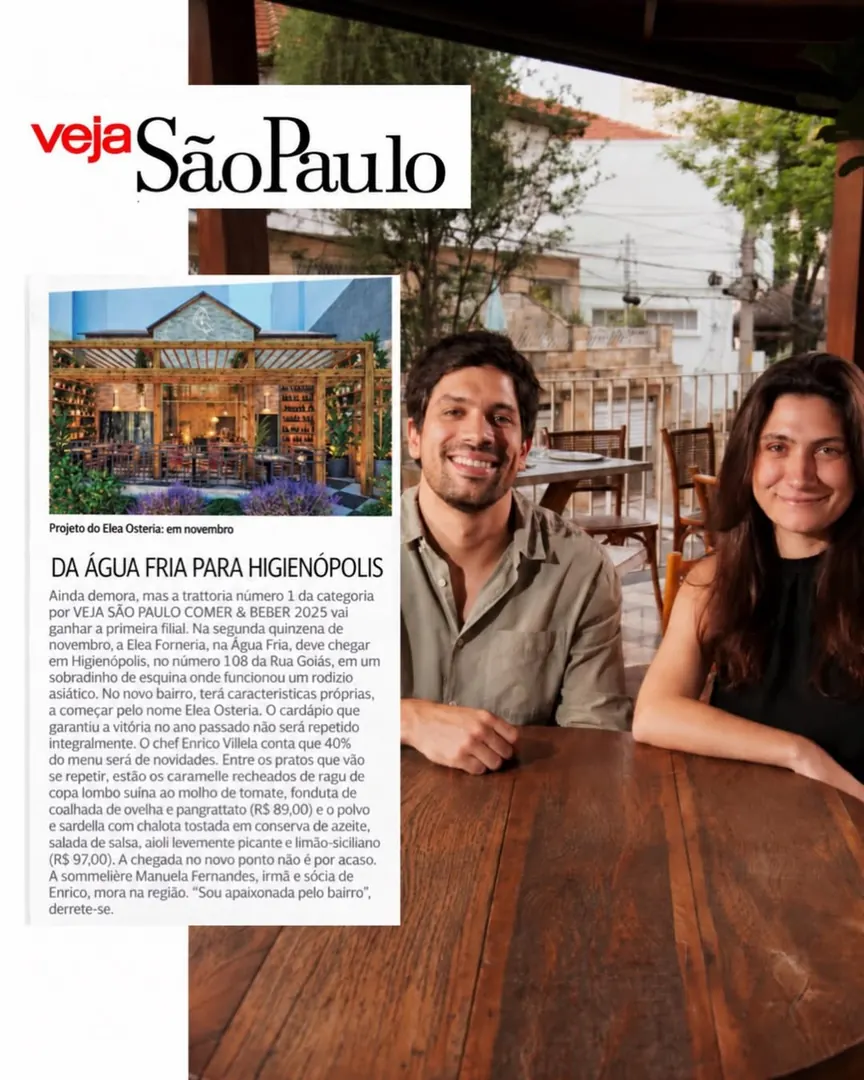 veja SãoPaulo
Projeto do Elea Osteria: em novembro
DA ÁGUA FRIA PARA HIGIENÓPOLIS
Ainda demora, mas a trattoria número 1 da categoria
por VEJA SÃO PAULO COMER & BEBER 2025 vai
ganhar a primeira filial. Na segunda quinzena de
novembro, a Elea Forneria, na Água Fria, deve chegar
em Higienópolis, no número 108 da Rua Goiás, em um
sobradinho de esquina onde funcionou um rodizio
asiático. No novo bairro, terá caracteristicas próprias,
a começar pelo nome Elea Osteria. O cardápio que
garantiu a vitória no ano passado não será repetido
integralmente. O chef Enrico Villela conta que 40%
do menu será de novidades. Entre os pratos que vão
se repetir, estão os caramelle recheados de ragu de
copa lombo suína ao molho de tomate, fonduta de
coalhada de ovelha e pangrattato (R$ 89,00) e o polvo
e sardella com chalota tostada em conserva de azeite,
salada de salsa, aioli levemente picante e limão-siciliano
(R$ 97,00). A chegada no novo ponto não é por acaso.
A sommelière Manuela Fernandes, irmã e sócia de
Enrico, mora na região. “Sou apaixonada pelo bairro”,
derrete-se.